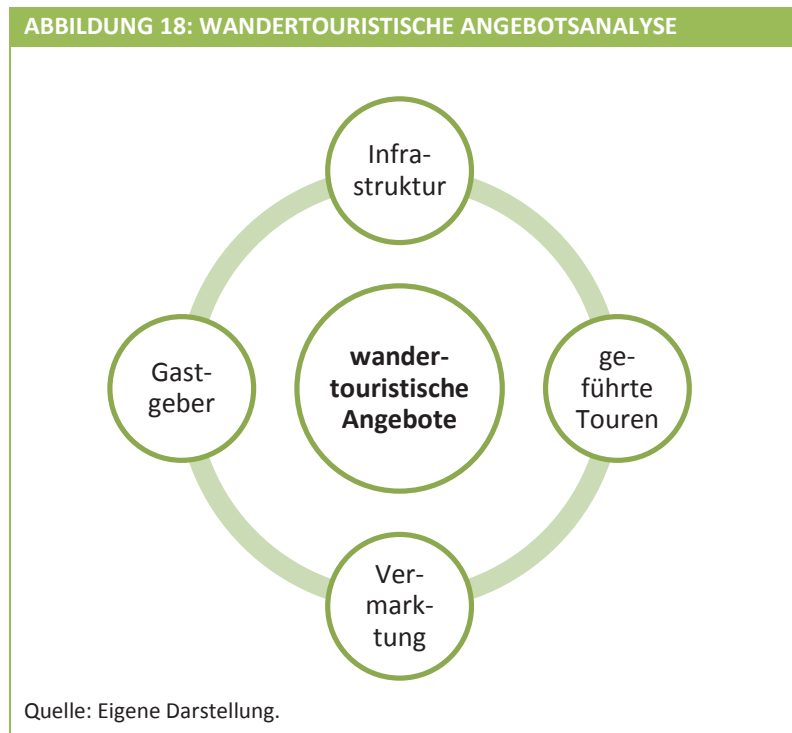 ABBILDUNG 18: WANDERTOURISTISCHE ANGEBOTSANALYSE
Infra-
struktur
Gast-
geber
wander-
touristische
Angebote
ge-
führte
Touren
Ver-
mark-
tung
Quelle: Eigene Darstellung.